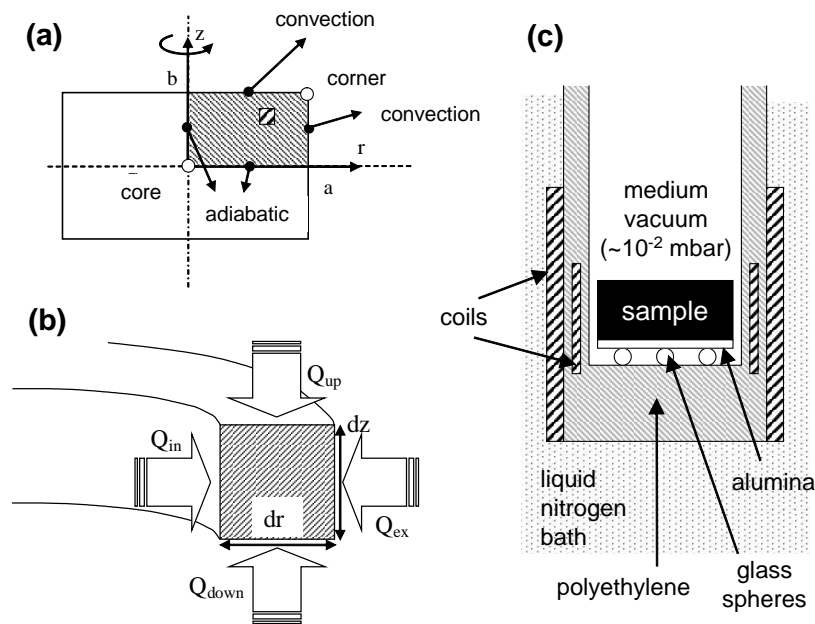 (a)
z
convection
b
corner
convection
r
a
core
adiabatic
(b)
Q_up
dz
Q_in
dr
Q_ex
Q_down
(c)
medium
vacuum
(~10⁻² mbar)
coils
sample
liquid
nitrogen
bath
alumina
polyethylene
glass
spheres